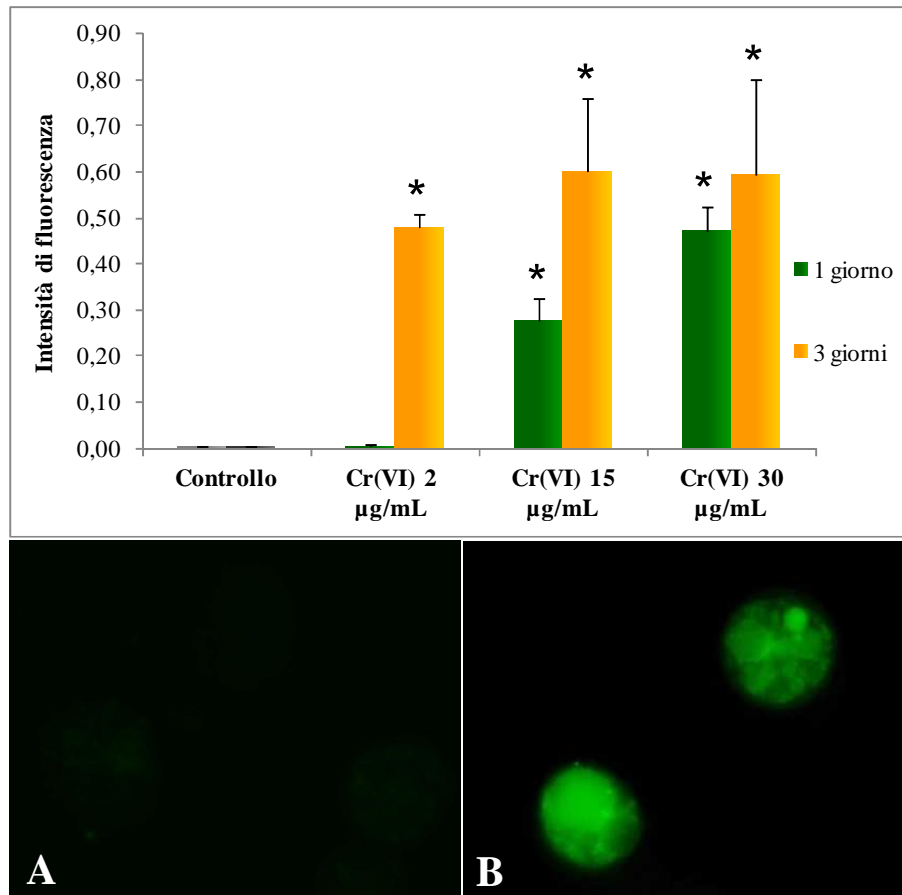 0,90
0,80
0,70
0,60
0,50
0,40
0,30
0,20
0,10
0,00
Intensità di fluorescenza
*
*
*
*
*
1 giorno
3 giorni
Controllo
Cr(VI) 2
µg/mL
Cr(VI) 15
µg/mL
Cr(VI) 30
µg/mL
A
B